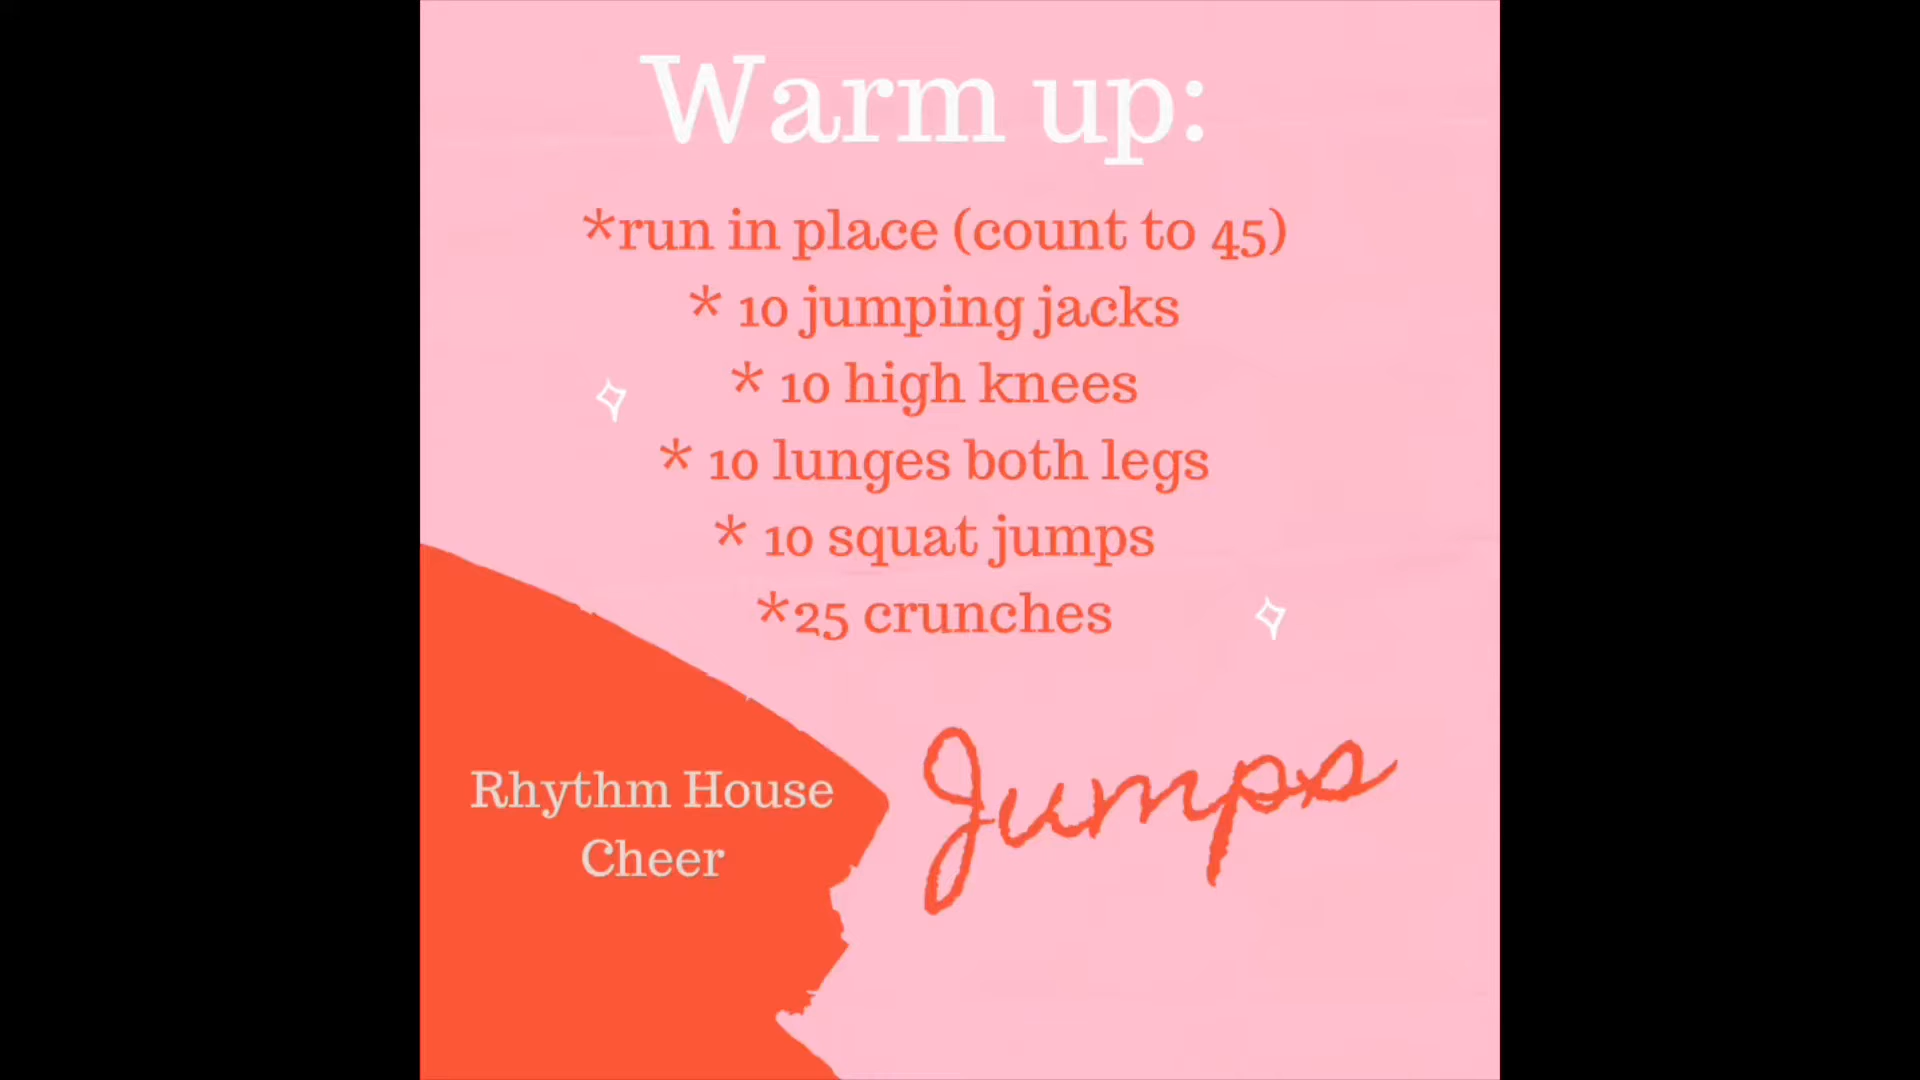 Warm up:
*run in place (count to 45)
* 10 jumping jacks
* 10 high knees
* 10 lunges both legs
* 10 squat jumps
*25 crunches
Rhythm House
Cheer
Jumps